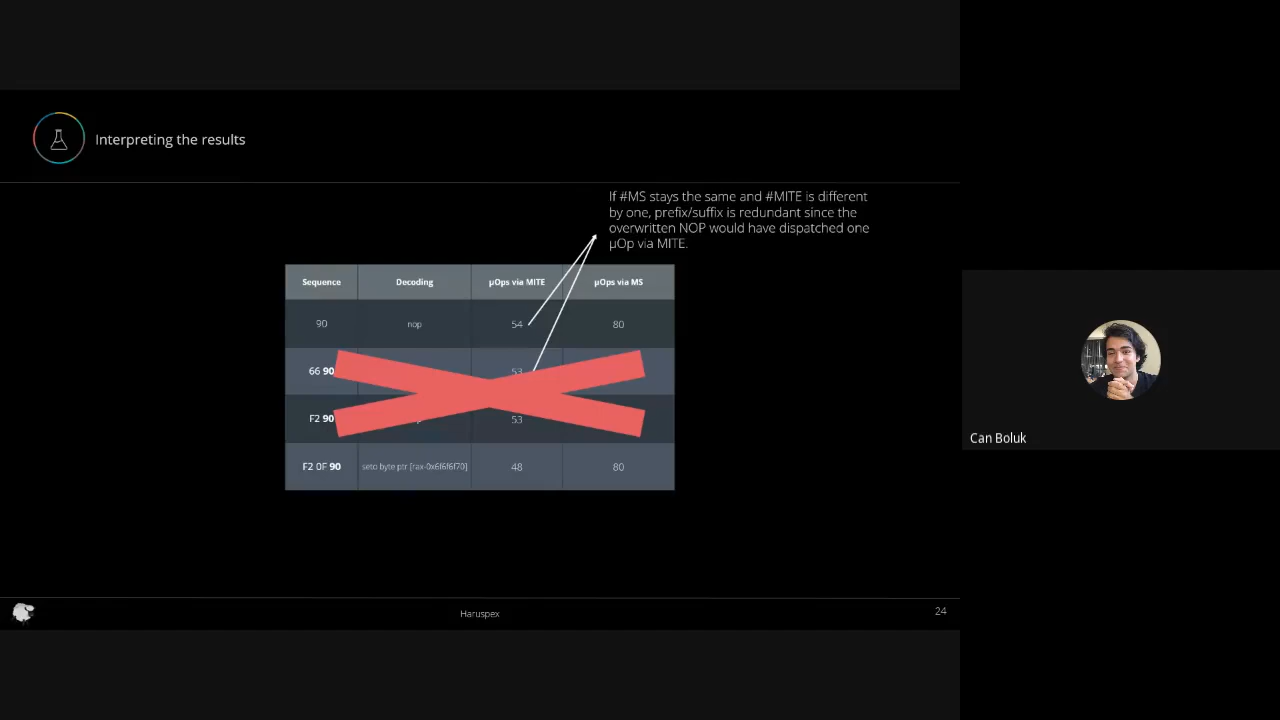 Interpreting the results
If #MS stays the same and #MITE is different
by one, prefix/suffix is redundant since the
overwritten NOP would have dispatched one
µOp via MITE.
Sequence Decoding µOps via MITE µOps via MS
90 nop 54 80
66 90 53
F2 90 53
F2 0F 90 seto byte ptr [rax-0x6f6f6f70] 48 80
Can Boluk
Haruspex
24